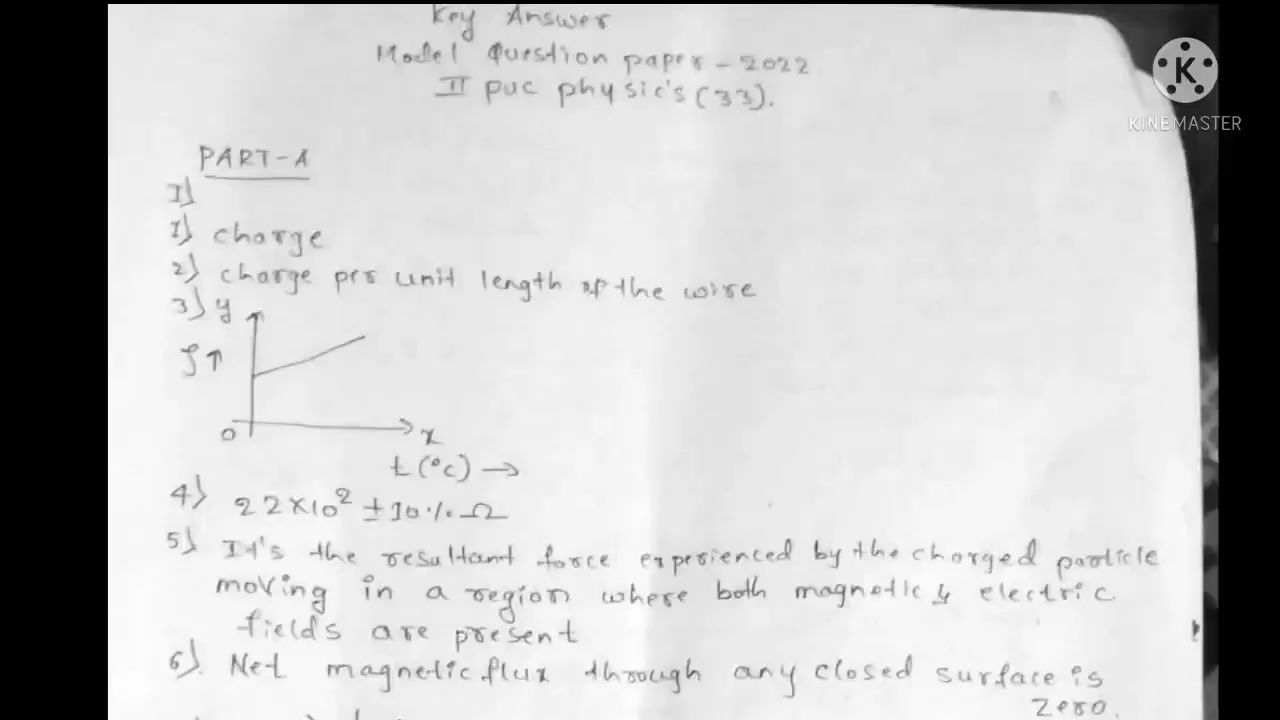 Key Answer
Model Question paper - 2022
II puc physic's (33).
K
KINEMASTER
PART-A
I)
1) charge
2) charge per unit length of the wire
3) y
ρ↑
0
x
t(°c) →
4) 22×10² ± 10% Ω
5) It's the resultant force experienced by the charged particle
moving in a region where both magnetic & electric
fields are present
6). Net magnetic flux through any closed surface is
zero.